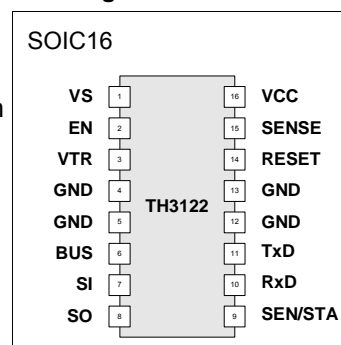 SOIC16
VS 1 16 VCC
EN 2 15 SENSE
VTR 3 14 RESET
GND 4 13 GND
TH3122
GND 5 12 GND
BUS 6 11 TxD
SI 7 10 RxD
SO 8 9 SEN/STA